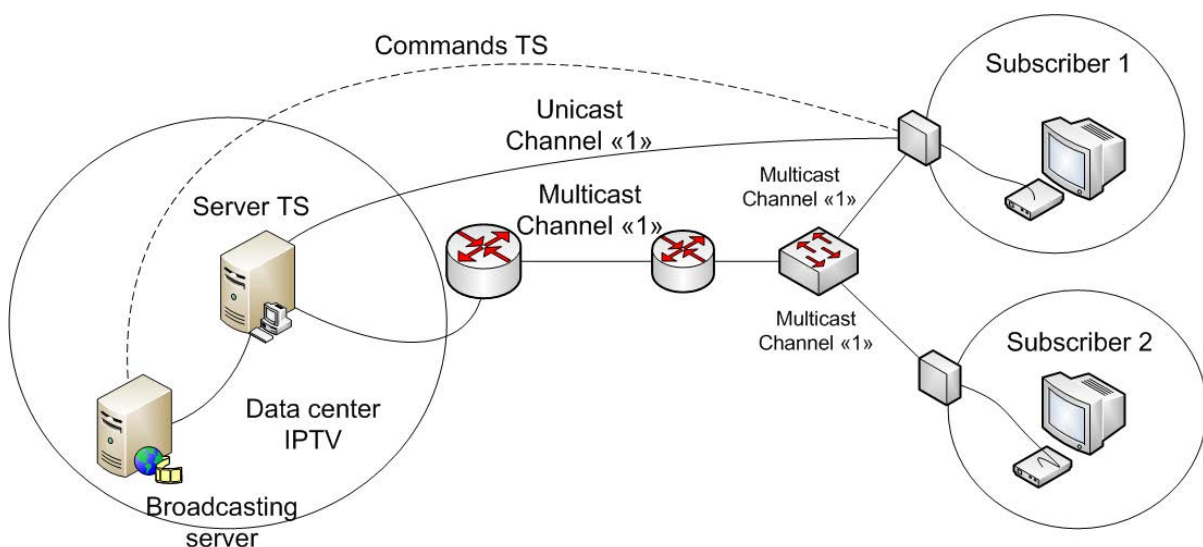 Commands TS
Subscriber 1
Unicast
Channel «1»
Multicast
Channel «1»
Server TS
Multicast
Channel «1»
Multicast
Channel «1»
Subscriber 2
Data center
IPTV
Broadcasting
server